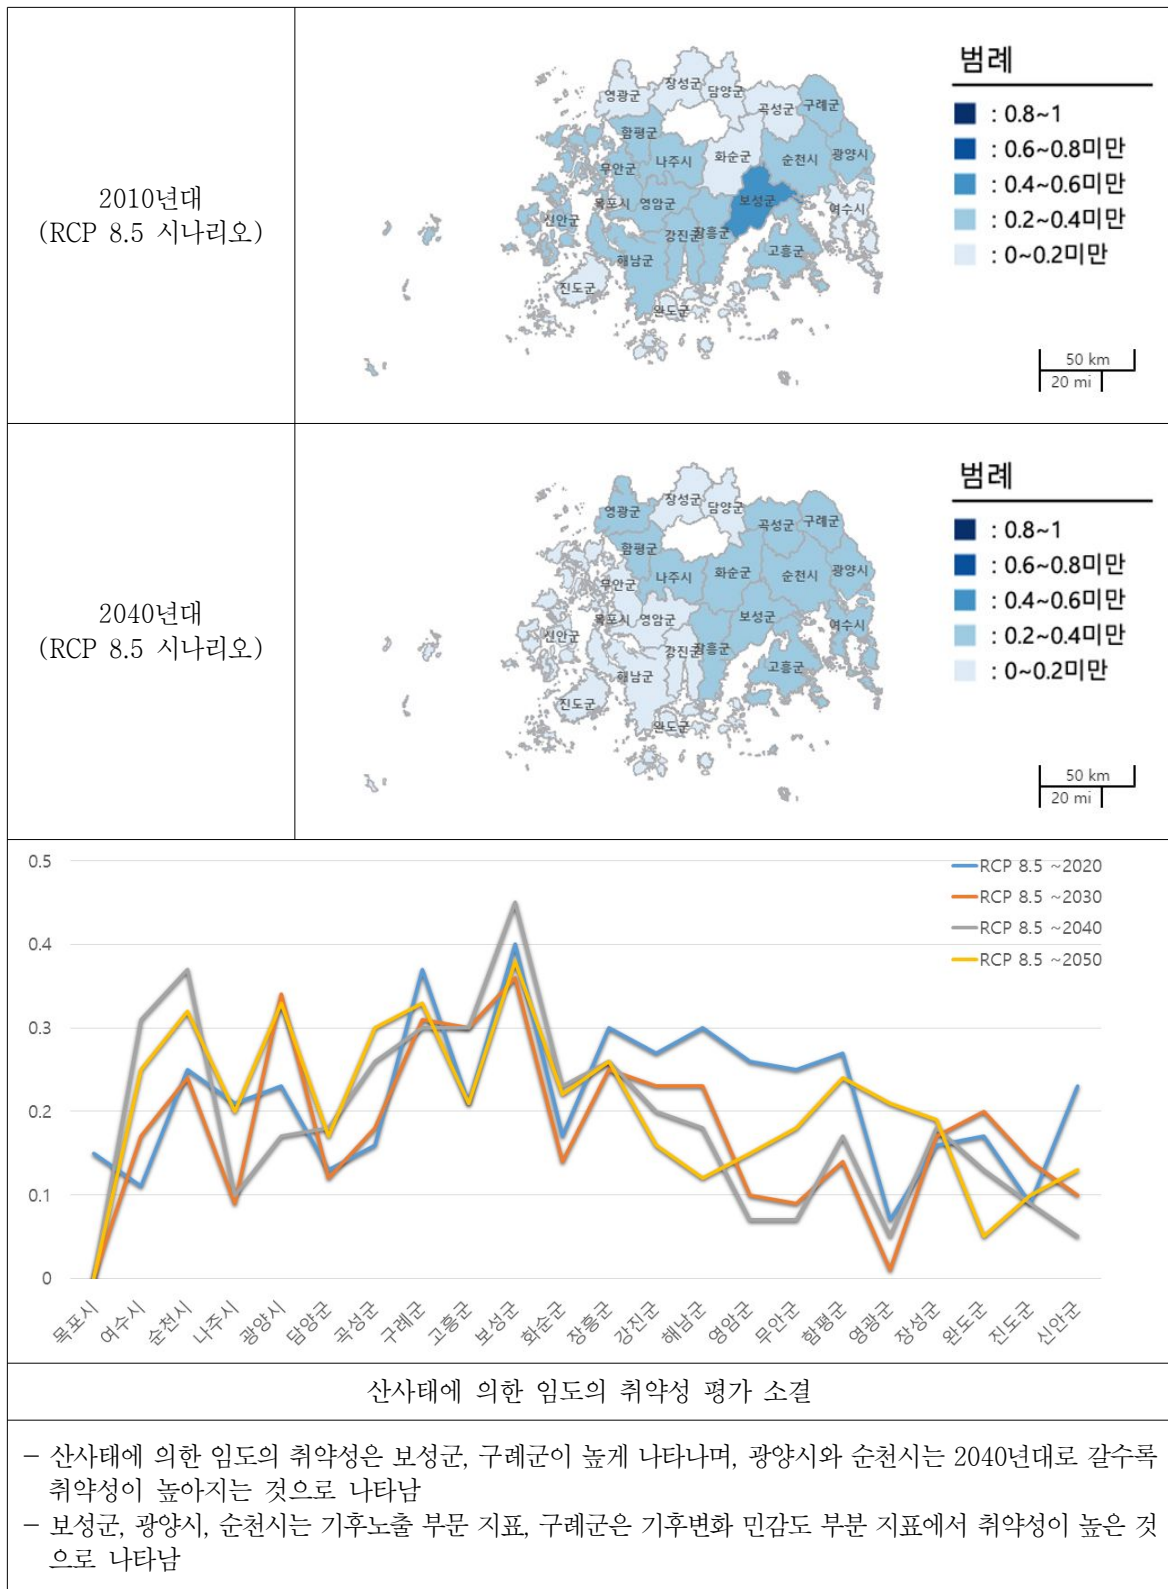 2010년대
(RCP 8.5 시나리오)
장성군
담양군
영광군
곡성군
구례군
함평군
나주시
화순군
순천시
광양시
무안군
목포시
영암군
보성군
여수시
신안군
강진군
장흥군
고흥군
해남군
진도군
완도군
범례
: 0.8~1
: 0.6~0.8미만
: 0.4~0.6미만
: 0.2~0.4미만
: 0~0.2미만
50 km
20 mi
2040년대
(RCP 8.5 시나리오)
장성군
담양군
영광군
곡성군
구례군
함평군
나주시
화순군
순천시
광양시
무안군
목포시
영암군
보성군
여수시
신안군
강진군
장흥군
고흥군
해남군
진도군
완도군
범례
: 0.8~1
: 0.6~0.8미만
: 0.4~0.6미만
: 0.2~0.4미만
: 0~0.2미만
50 km
20 mi
0.5
0.4
0.3
0.2
0.1
0
RCP 8.5 ~2020
RCP 8.5 ~2030
RCP 8.5 ~2040
RCP 8.5 ~2050
목포시
여수시
순천시
나주시
광양시
담양군
곡성군
구례군
고흥군
보성군
화순군
장흥군
강진군
해남군
영암군
무안군
함평군
영광군
장성군
완도군
진도군
신안군
산사태에 의한 임도의 취약성 평가 소결
- 산사태에 의한 임도의 취약성은 보성군, 구례군이 높게 나타나며, 광양시와 순천시는 2040년대로 갈수록
취약성이 높아지는 것으로 나타남
- 보성군, 광양시, 순천시는 기후노출 부문 지표, 구례군은 기후변화 민감도 부분 지표에서 취약성이 높은 것
으로 나타남